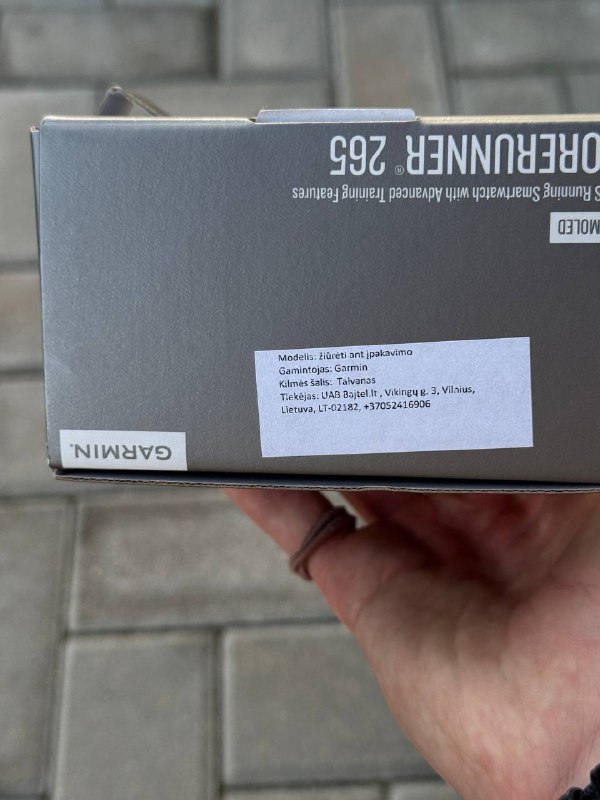 ORERUNNER® 265
S Running Smartwatch with Advanced Training Features
MOLED
Modelis: žiūrėti ant įpakavimo
Gamintojas: Garmin
Kilmės šalis: Taivanas
Tiekėjas: UAB Bajtel.lt , Vikingų g. 3, Vilnius,
Lietuva, LT-02182, +37052416906
GARMIN.